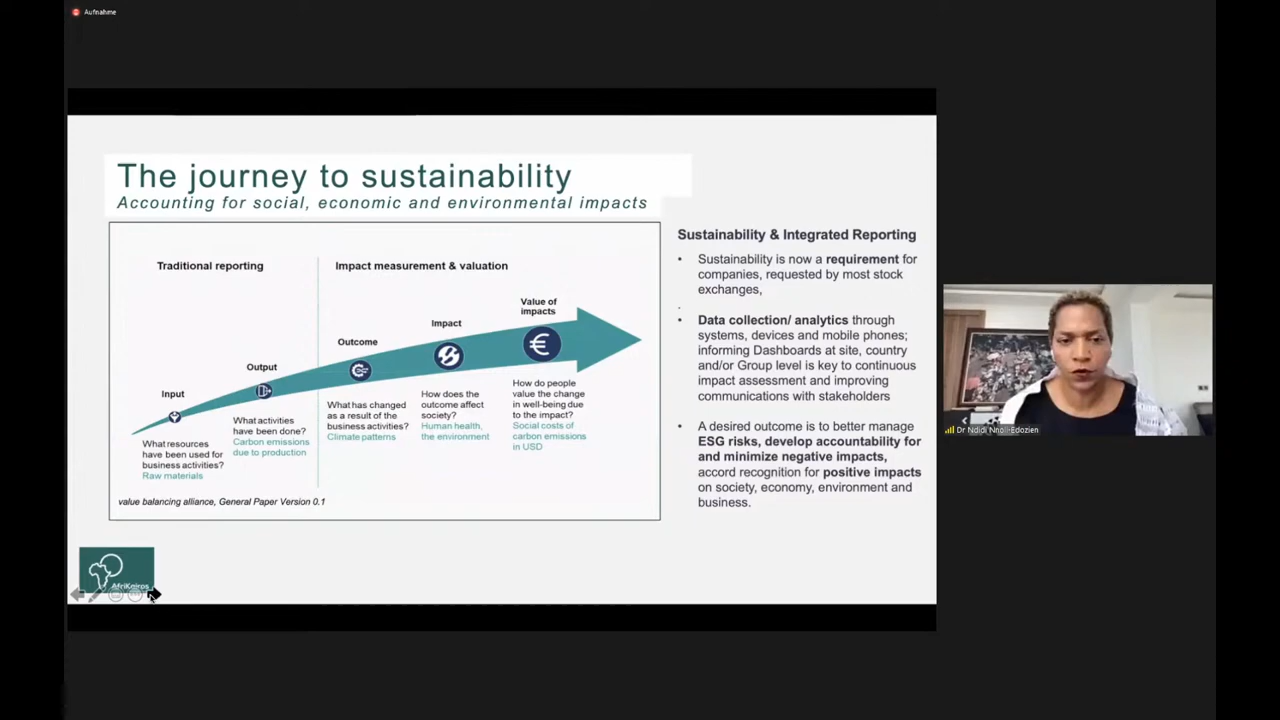 Aufnahme
The journey to sustainability
Accounting for social, economic and environmental impacts
Traditional reporting
Impact measurement & valuation
Input
What resources
have been used for
business activities?
Raw materials
Output
What activities
have been done?
Carbon emissions
due to production
Outcome
What has changed
as a result of the
business activities?
Climate patterns
Impact
How does the
outcome affect
society?
Human health,
the environment
Value of
impacts
€
How do people
value the change
in well-being due
to the impact?
Social costs of
carbon emissions
in USD
value balancing alliance, General Paper Version 0.1
Sustainability & Integrated Reporting
• Sustainability is now a requirement for
companies, requested by most stock
exchanges,
.
• Data collection/ analytics through
systems, devices and mobile phones;
informing Dashboards at site, country
and/or Group level is key to continuous
impact assessment and improving
communications with stakeholders
• A desired outcome is to better manage
ESG risks, develop accountability for
and minimize negative impacts,
accord recognition for positive impacts
on society, economy, environment and
business.
AfriKairos
Dr Ndidi Nnoli-Edozien